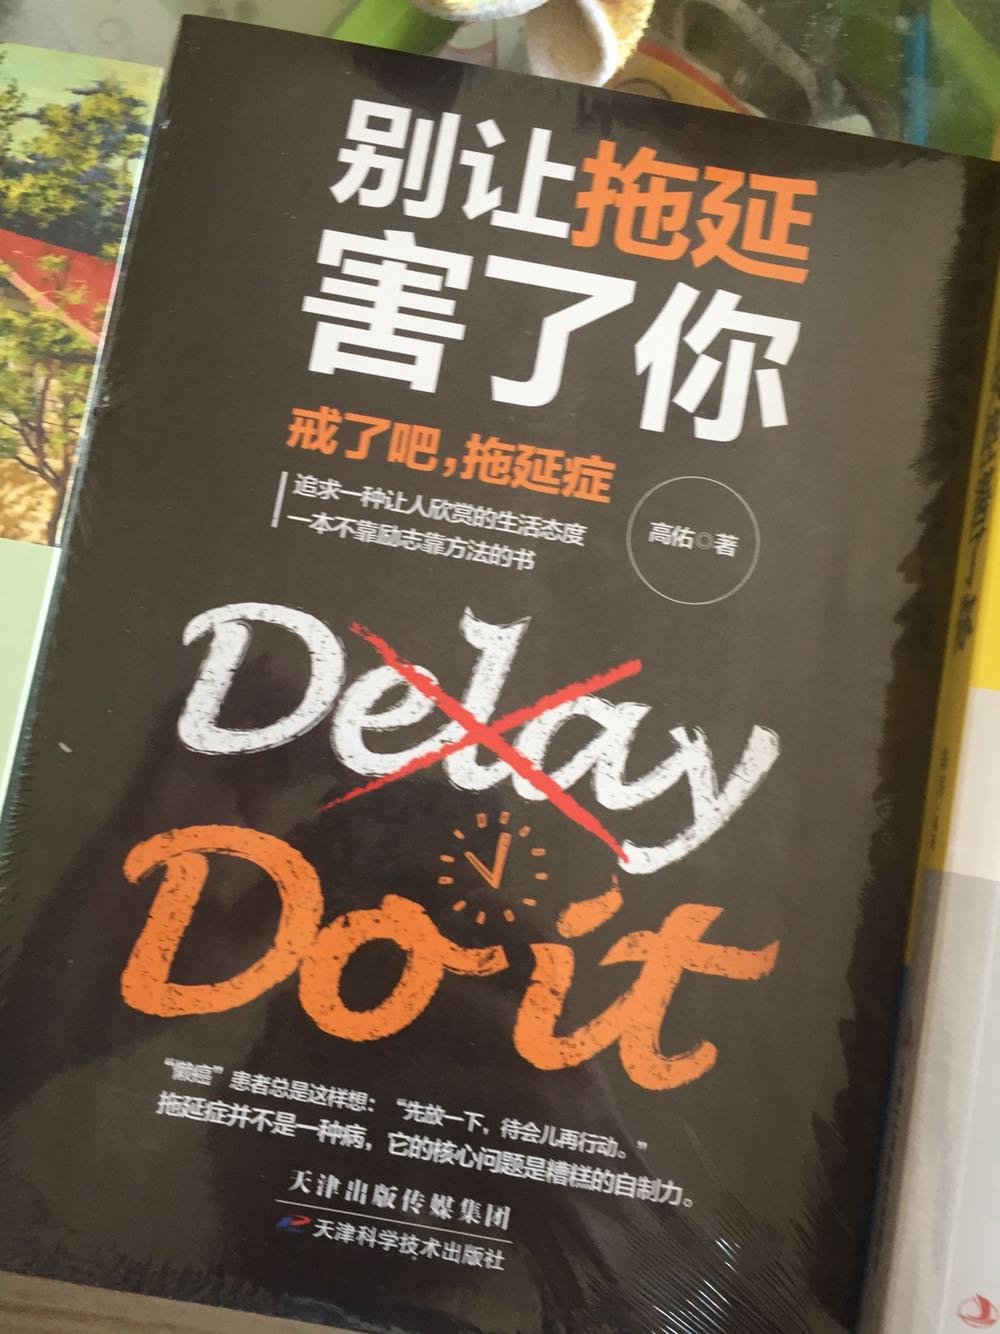 别让拖延
害了你
戒了吧，拖延症
追求一种让人欣赏的生活态度
一本不靠励志靠方法的书
高佑◎著
Delay
Do it
“懒癌”患者总是这样想：“先放一下，待会儿再行动。”
拖延症并不是一种病，它的核心问题是糟糕的自制力。
天津出版传媒集团
天津科学技术出版社